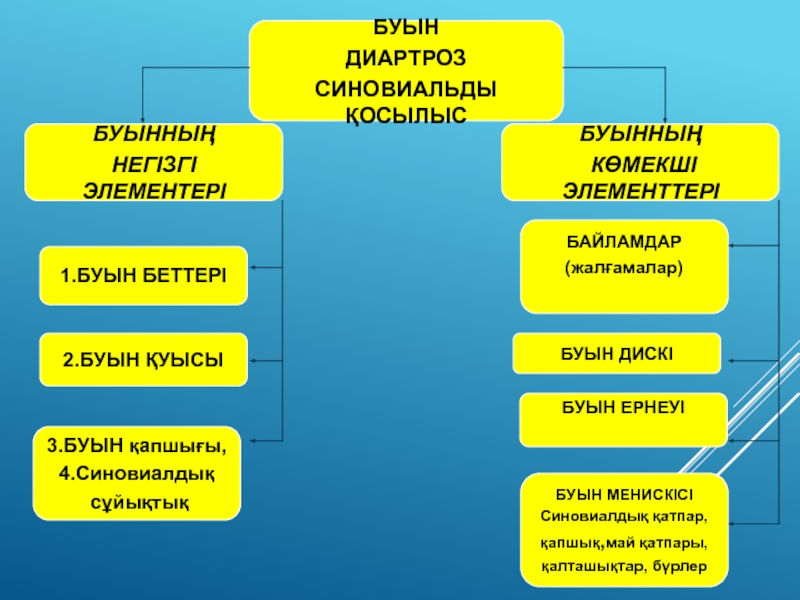 БУЫН
ДИАРТРОЗ
СИНОВИАЛЬДЫ
ҚОСЫЛЫС
БУЫННЫҢ
НЕГІЗГІ
ЭЛЕМЕНТЕРІ
БУЫННЫҢ
КӨМЕКШІ
ЭЛЕМЕНТТЕРІ
1.БУЫН БЕТТЕРІ
2.БУЫН ҚУЫСЫ
3.БУЫН қапшығы,
4.Синовиалдық
сұйықтық
БАЙЛАМДАР
(жалғамалар)
БУЫН ДИСКІ
БУЫН ЕРНЕУІ
БУЫН МЕНИСКІСІ
Синовиалдық қатпар,
қапшық,май қатпары,
қалташықтар, бүрлер